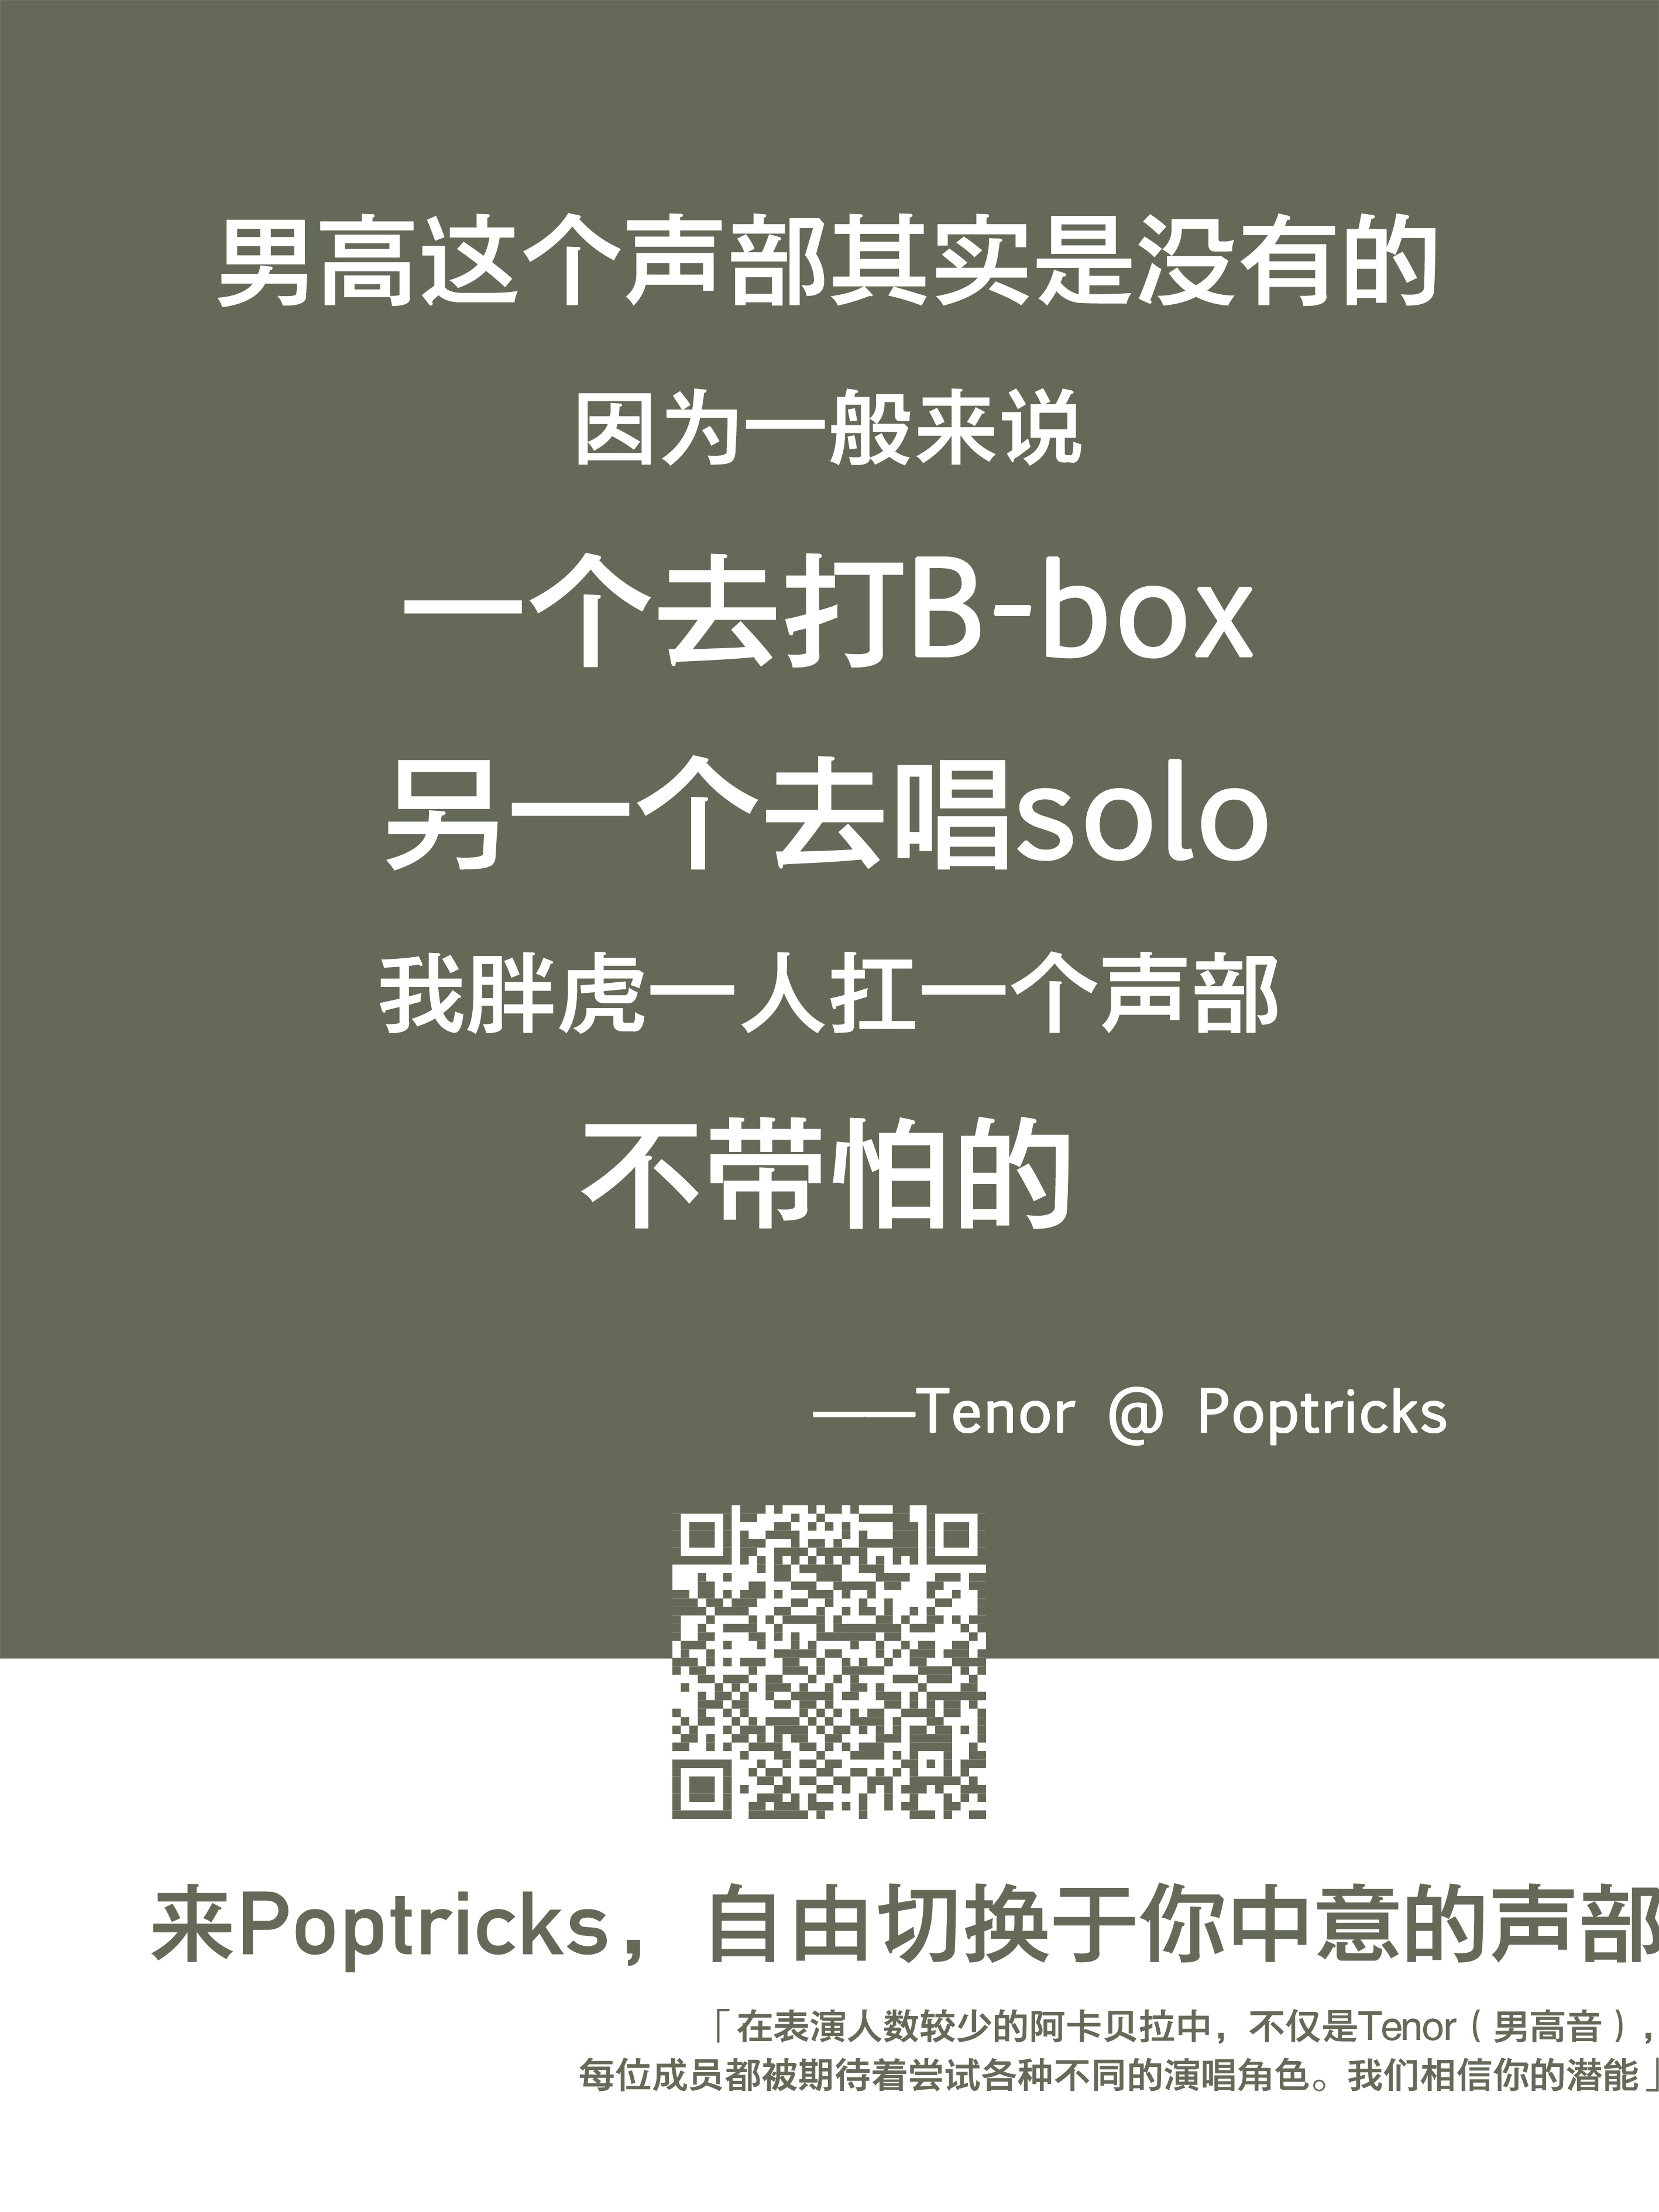 男高这个声部其实是没有的
因为一般来说
一个去打B-box
另一个去唱solo
我胖虎一人扛一个声部
不带怕的
——Tenor @ Poptricks
来Poptricks，自由切换于你中意的声部
「在表演人数较少的阿卡贝拉中，不仅是Tenor（男高音），
每位成员都被期待着尝试各种不同的演唱角色。我们相信你的潜能」